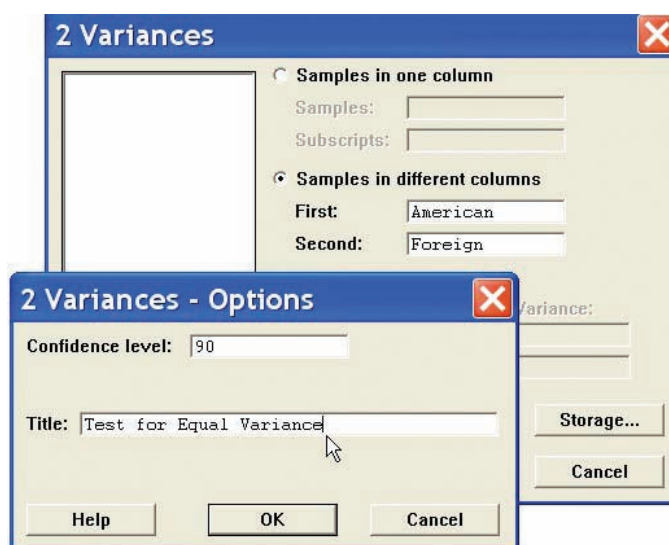 2 Variances
Samples in one column
Samples:
Subscripts:
Samples in different columns
First: American
Second: Foreign
Variance:
Storage...
Cancel
2 Variances - Options
Confidence level: 90
Title: Test for Equal Variance
Help OK Cancel